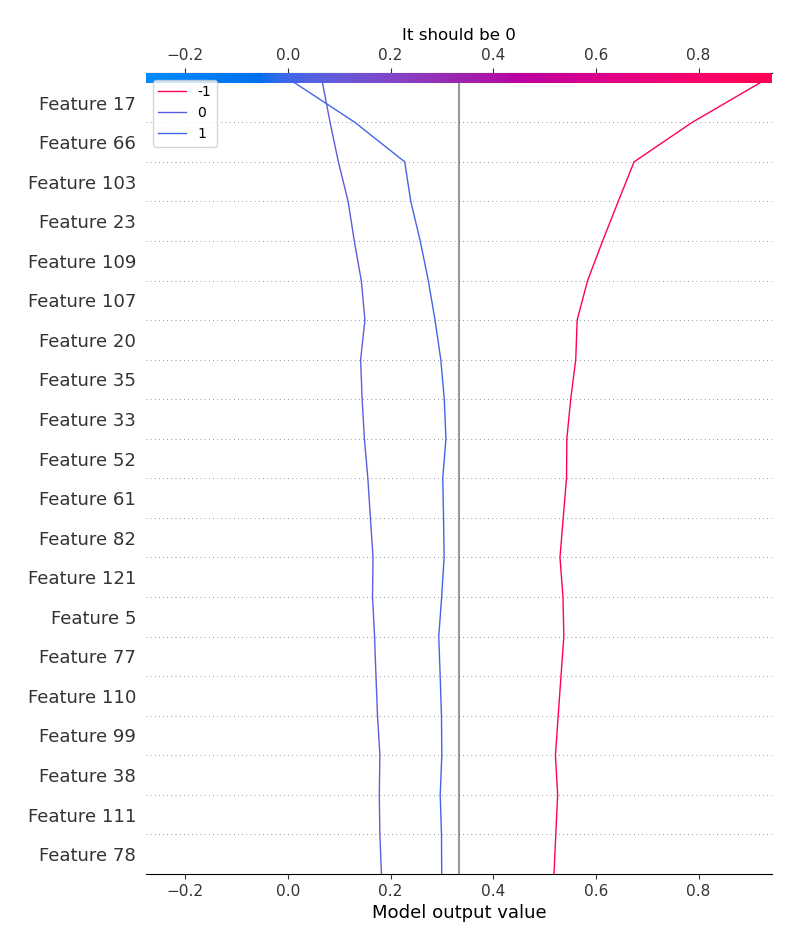 It should be 0
−0.2 0.0 0.2 0.4 0.6 0.8
-1
0
1
Feature 17
Feature 66
Feature 103
Feature 23
Feature 109
Feature 107
Feature 20
Feature 35
Feature 33
Feature 52
Feature 61
Feature 82
Feature 121
Feature 5
Feature 77
Feature 110
Feature 99
Feature 38
Feature 111
Feature 78
−0.2 0.0 0.2 0.4 0.6 0.8
Model output value